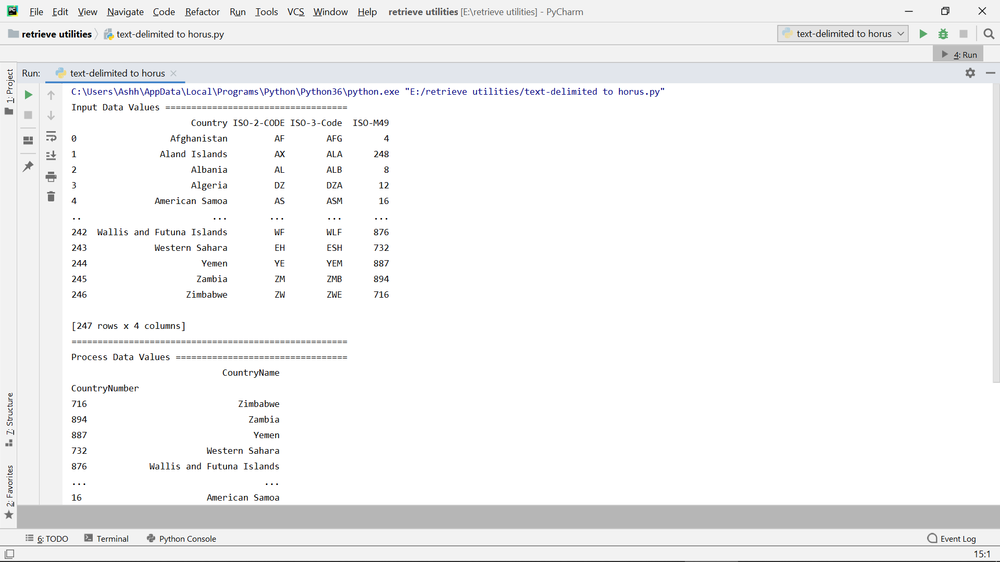 PC File Edit View Navigate Code Refactor Run Tools VCS Window Help retrieve utilities [E:\retrieve utilities] - PyCharm
retrieve utilities text-delimited to horus.py text-delimited to horus
4: Run
1: Project
Run: text-delimited to horus
C:\Users\Ashh\AppData\Local\Programs\Python\Python36\python.exe "E:/retrieve utilities/text-delimited to horus.py"
Input Data Values ===================================
Country ISO-2-CODE ISO-3-Code ISO-M49
0 Afghanistan AF AFG 4
1 Aland Islands AX ALA 248
2 Albania AL ALB 8
3 Algeria DZ DZA 12
4 American Samoa AS ASM 16
.. ... ... ... ...
242 Wallis and Futuna Islands WF WLF 876
243 Western Sahara EH ESH 732
244 Yemen YE YEM 887
245 Zambia ZM ZMB 894
246 Zimbabwe ZW ZWE 716
[247 rows x 4 columns]
=====================================================
Process Data Values =================================
CountryName
CountryNumber
716 Zimbabwe
894 Zambia
887 Yemen
732 Western Sahara
876 Wallis and Futuna Islands
... ...
16 American Samoa
7: Structure
2: Favorites
6: TODO Terminal Python Console Event Log
15:1